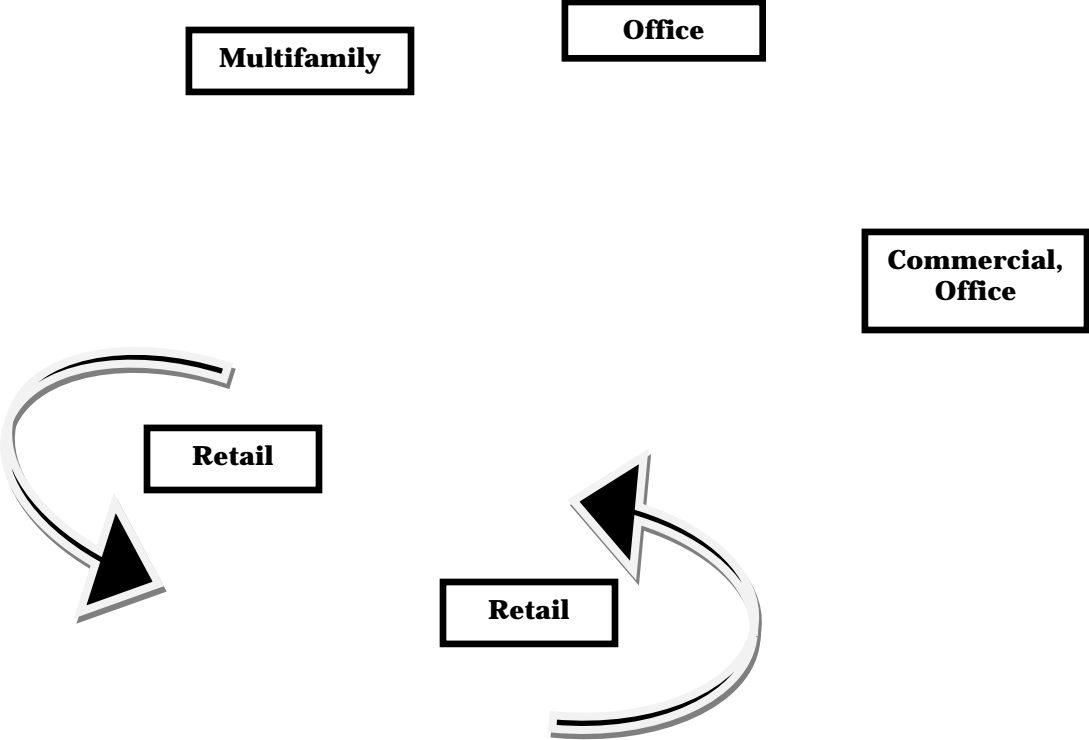 Office
Multifamily
Commercial,
Office
Retail
Retail